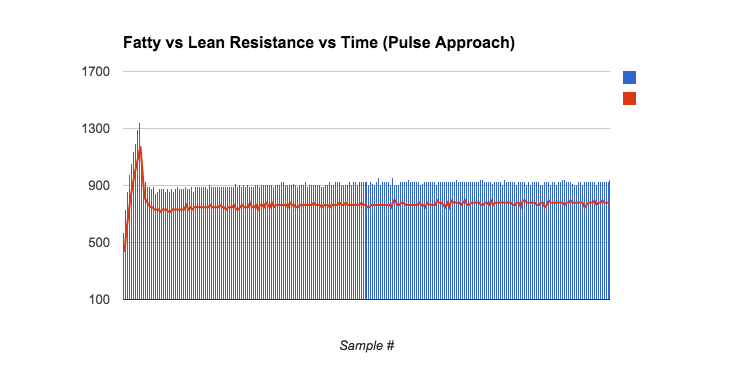 Fatty vs Lean Resistance vs Time (Pulse Approach)
1700
1300
900
500
100
Sample #